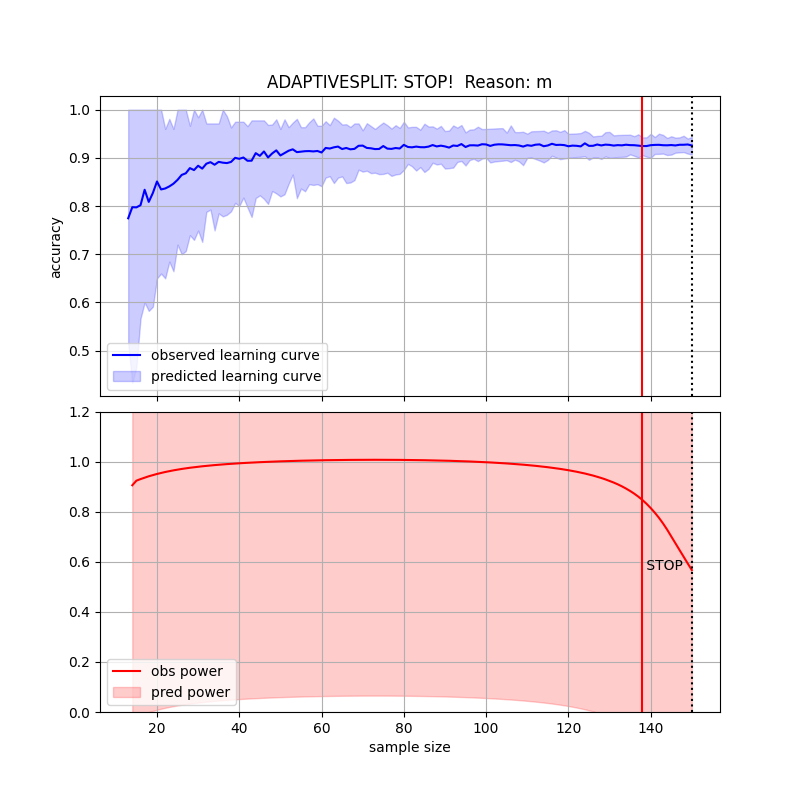 ADAPTIVESPLIT: STOP!  Reason: m
1.0
0.9
0.8
0.7
0.6
0.5
accuracy
observed learning curve
predicted learning curve
1.2
1.0
0.8
0.6
0.4
0.2
0.0
STOP
obs power
pred power
20 40 60 80 100 120 140
sample size